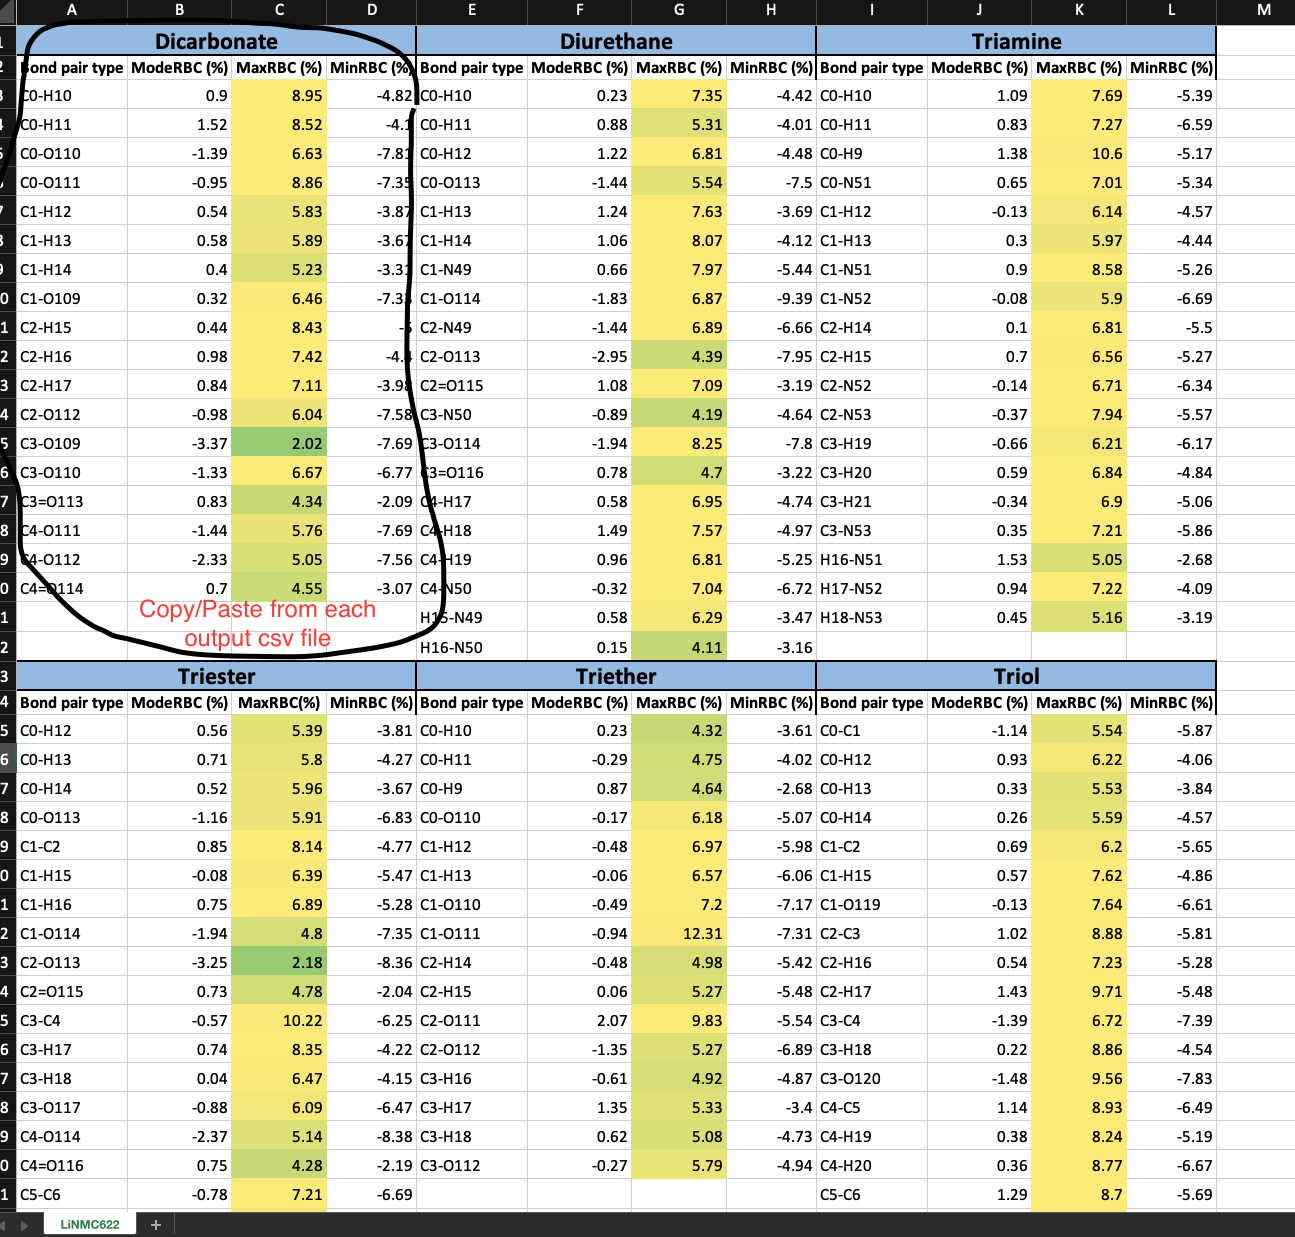 A B C D E F G H I J K L M
1 Dicarbonate Diurethane Triamine
2 Bond pair type ModeRBC (%) MaxRBC (%) MinRBC (%) Bond pair type ModeRBC (%) MaxRBC (%) MinRBC (%) Bond pair type ModeRBC (%) MaxRBC (%) MinRBC (%)
3 C0-H10 0.9 8.95 -4.82 C0-H10 0.23 7.35 -4.42 C0-H10 1.09 7.69 -5.39
4 C0-H11 1.52 8.52 -4.1 C0-H11 0.88 5.31 -4.01 C0-H11 0.83 7.27 -6.59
5 C0-O110 -1.39 6.63 -7.81 C0-H12 1.22 6.81 -4.48 C0-H9 1.38 10.6 -5.17
C0-O111 -0.95 8.86 -7.35 C0-O113 -1.44 5.54 -7.5 C0-N51 0.65 7.01 -5.34
7 C1-H12 0.54 5.83 -3.87 C1-H13 1.24 7.63 -3.69 C1-H12 -0.13 6.14 -4.57
8 C1-H13 0.58 5.89 -3.67 C1-H14 1.06 8.07 -4.12 C1-H13 0.3 5.97 -4.44
9 C1-H14 0.4 5.23 -3.31 C1-N49 0.66 7.97 -5.44 C1-N51 0.9 8.58 -5.26
0 C1-O109 0.32 6.46 -7.33 C1-O114 -1.83 6.87 -9.39 C1-N52 -0.08 5.9 -6.69
1 C2-H15 0.44 8.43 C2-N49 -1.44 6.89 -6.66 C2-H14 0.1 6.81 -5.5
2 C2-H16 0.98 7.42 -4.4 C2-O113 -2.95 4.39 -7.95 C2-H15 0.7 6.56 -5.27
3 C2-H17 0.84 7.11 -3.98 C2=O115 1.08 7.09 -3.19 C2-N52 -0.14 6.71 -6.34
4 C2-O112 -0.98 6.04 -7.58 C3-N50 -0.89 4.19 -4.64 C2-N53 -0.37 7.94 -5.57
5 C3-O109 -3.37 2.02 -7.69 C3-O114 -1.94 8.25 -7.8 C3-H19 -0.66 6.21 -6.17
6 C3-O110 -1.33 6.67 -6.77 C3=O116 0.78 4.7 -3.22 C3-H20 0.59 6.84 -4.84
7 C3=O113 0.83 4.34 -2.09 C4-H17 0.58 6.95 -4.74 C3-H21 -0.34 6.9 -5.06
8 C4-O111 -1.44 5.76 -7.69 C4-H18 1.49 7.57 -4.97 C3-N53 0.35 7.21 -5.86
9 C4-O112 -2.33 5.05 -7.56 C4-H19 0.96 6.81 -5.25 H16-N51 1.53 5.05 -2.68
0 C4=O114 0.7 4.55 -3.07 C4-N50 -0.32 7.04 -6.72 H17-N52 0.94 7.22 -4.09
1 Copy/Paste from each H15-N49 0.58 6.29 -3.47 H18-N53 0.45 5.16 -3.19
2 output csv file H16-N50 0.15 4.11 -3.16
3 Triester Triether Triol
4 Bond pair type ModeRBC (%) MaxRBC(%) MinRBC (%) Bond pair type ModeRBC (%) MaxRBC (%) MinRBC (%) Bond pair type ModeRBC (%) MaxRBC (%) MinRBC (%)
5 C0-H12 0.56 5.39 -3.81 C0-H10 0.23 4.32 -3.61 C0-C1 -1.14 5.54 -5.87
6 C0-H13 0.71 5.8 -4.27 C0-H11 -0.29 4.75 -4.02 C0-H12 0.93 6.22 -4.06
7 C0-H14 0.52 5.96 -3.67 C0-H9 0.87 4.64 -2.68 C0-H13 0.33 5.53 -3.84
8 C0-O113 -1.16 5.91 -6.83 C0-O110 -0.17 6.18 -5.07 C0-H14 0.26 5.59 -4.57
9 C1-C2 0.85 8.14 -4.77 C1-H12 -0.48 6.97 -5.98 C1-C2 0.69 6.2 -5.65
0 C1-H15 -0.08 6.39 -5.47 C1-H13 -0.06 6.57 -6.06 C1-H15 0.57 7.62 -4.86
1 C1-H16 0.75 6.89 -5.28 C1-O110 -0.49 7.2 -7.17 C1-O119 -0.13 7.64 -6.61
2 C1-O114 -1.94 4.8 -7.35 C1-O111 -0.94 12.31 -7.31 C2-C3 1.02 8.88 -5.81
3 C2-O113 -3.25 2.18 -8.36 C2-H14 -0.48 4.98 -5.42 C2-H16 0.54 7.23 -5.28
4 C2=O115 0.73 4.78 -2.04 C2-H15 0.06 5.27 -5.48 C2-H17 1.43 9.71 -5.48
5 C3-C4 -0.57 10.22 -6.25 C2-O111 2.07 9.83 -5.54 C3-C4 -1.39 6.72 -7.39
6 C3-H17 0.74 8.35 -4.22 C2-O112 -1.35 5.27 -6.89 C3-H18 0.22 8.86 -4.54
7 C3-H18 0.04 6.47 -4.15 C3-H16 -0.61 4.92 -4.87 C3-O120 -1.48 9.56 -7.83
8 C3-O117 -0.88 6.09 -6.47 C3-H17 1.35 5.33 -3.4 C4-C5 1.14 8.93 -6.49
9 C4-O114 -2.37 5.14 -8.38 C3-H18 0.62 5.08 -4.73 C4-H19 0.38 8.24 -5.19
0 C4=O116 0.75 4.28 -2.19 C3-O112 -0.27 5.79 -4.94 C4-H20 0.36 8.77 -6.67
1 C5-C6 -0.78 7.21 -6.69 C5-C6 1.29 8.7 -5.69
LiNMC622 +